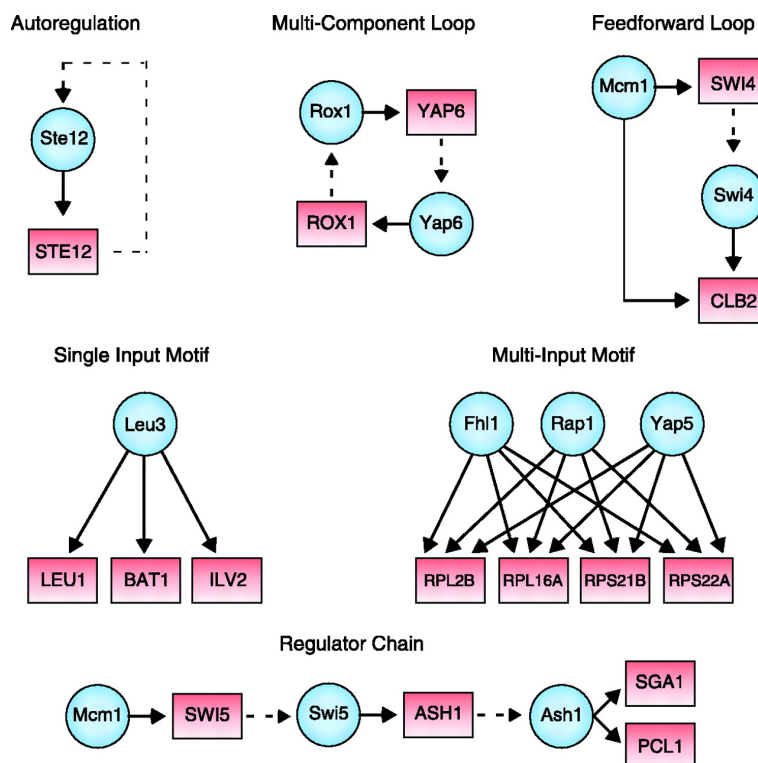 Autoregulation
Multi-Component Loop
Feedforward Loop
Ste12
STE12
Rox1
YAP6
ROX1
Yap6
Mcm1
SWI4
Swi4
CLB2
Single Input Motif
Multi-Input Motif
Leu3
LEU1
BAT1
ILV2
Fhl1
Rap1
Yap5
RPL2B
RPL16A
RPS21B
RPS22A
Regulator Chain
Mcm1
SWI5
Swi5
ASH1
Ash1
SGA1
PCL1